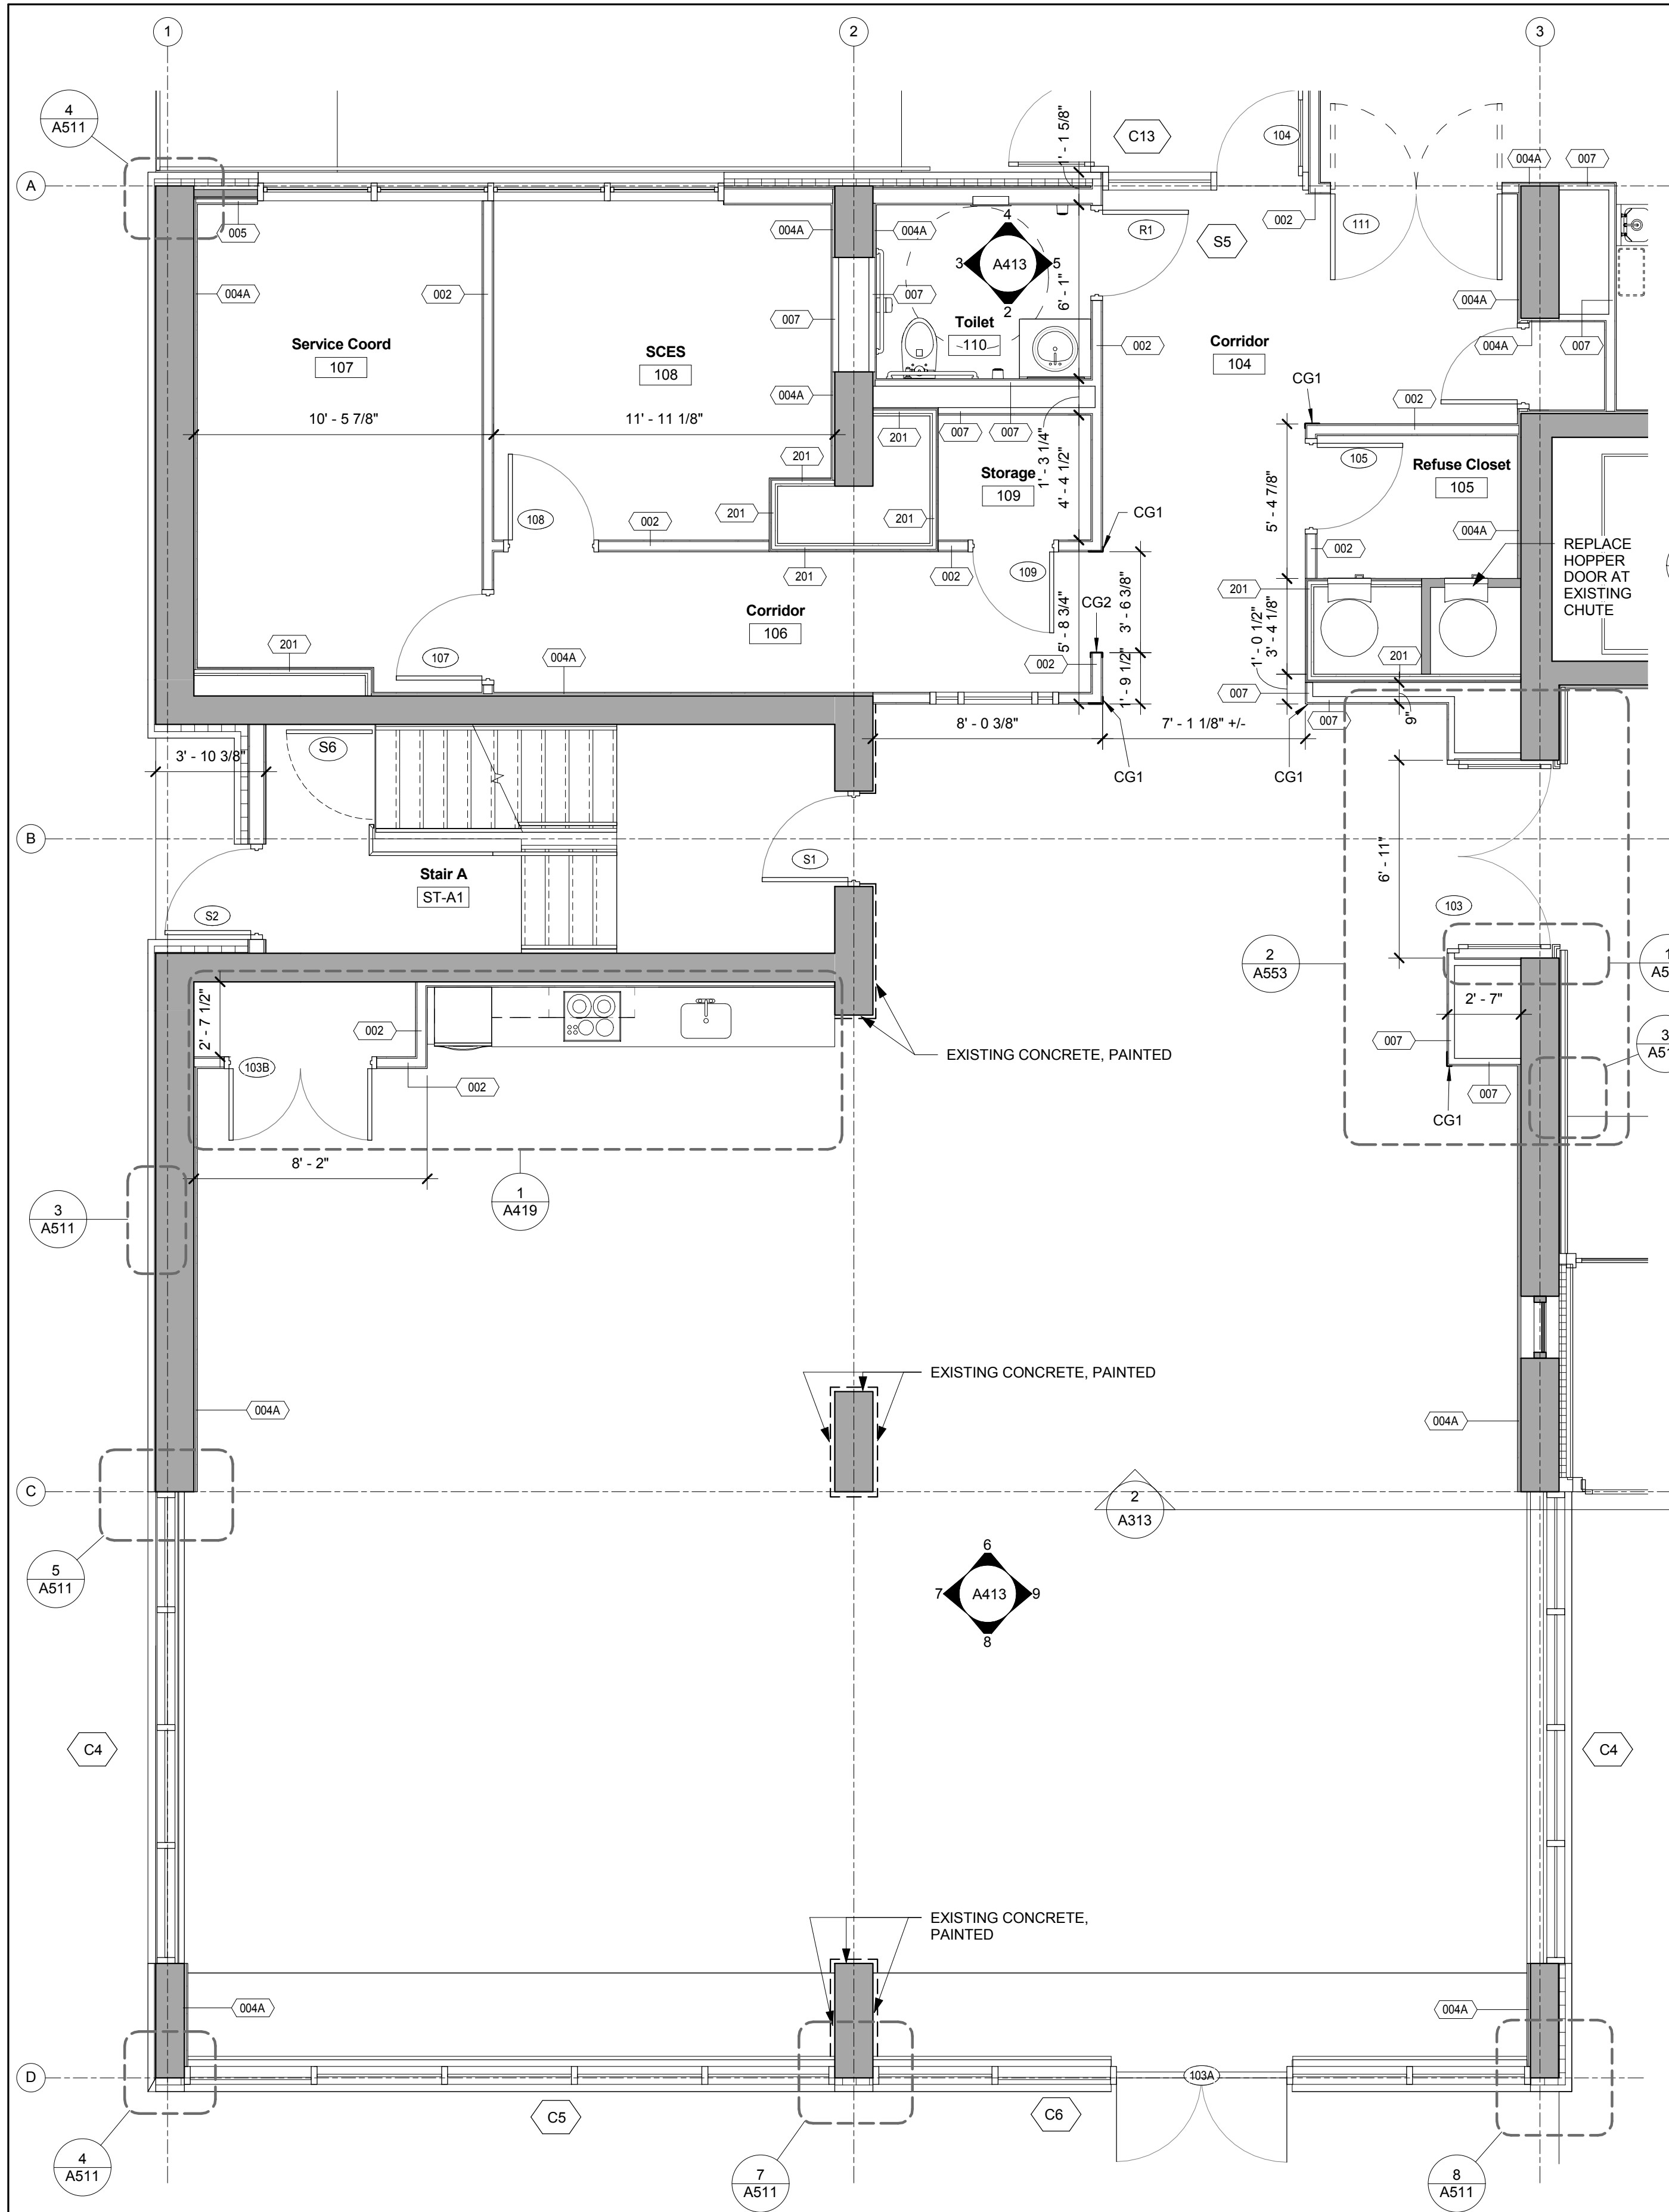 1
2
3
4
A511
C13
1' - 1 5/8"
104
004A
007
A
005
004A
004A
R1
S5
002
111
4
3
A413
5
2
6' - 1"
004A
002
007
007
004A
Toilet
110
Service Coord
107
SCES
108
002
Corridor
104
004A
007
CG1
004A
002
10' - 5 7/8"
11' - 11 1/8"
201
007
007
1' - 3 1/4"
4' - 4 1/2"
201
Storage
109
105
Refuse Closet
105
5' - 4 7/8"
108
002
201
201
CG1
004A
002
REPLACE
HOPPER
DOOR AT
EXISTING
CHUTE
201
002
109
201
Corridor
106
CG2
5' - 8 3/4"
3' - 6 3/8"
1' - 0 1/2"
3' - 4 1/8"
201
107
004A
201
002
1' - 9 1/2"
007
007
9"
8' - 0 3/8"
7' - 1 1/8" +/-
S6
3' - 10 3/8"
CG1
CG1
B
S1
Stair A
ST-A1
6' - 11"
S2
103
2
A553
1
2' - 7 1/2"
2' - 7"
002
007
3
EXISTING CONCRETE, PAINTED
103B
002
007
CG1
8' - 2"
1
A419
3
A511
EXISTING CONCRETE, PAINTED
004A
004A
C
2
A313
5
A511
6
7
A413
9
8
C4
C4
EXISTING CONCRETE,
PAINTED
004A
004A
D
103A
C5
C6
4
A511
7
A511
8
A511